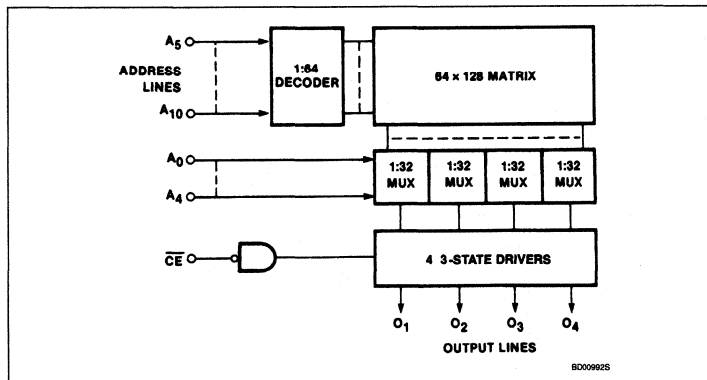 A5
ADDRESS
LINES
A10
1:64
DECODER
64 × 128 MATRIX
A0
A4
1:32
MUX
1:32
MUX
1:32
MUX
1:32
MUX
CE
4 3-STATE DRIVERS
O1
O2
O3
O4
OUTPUT LINES
BD00992S